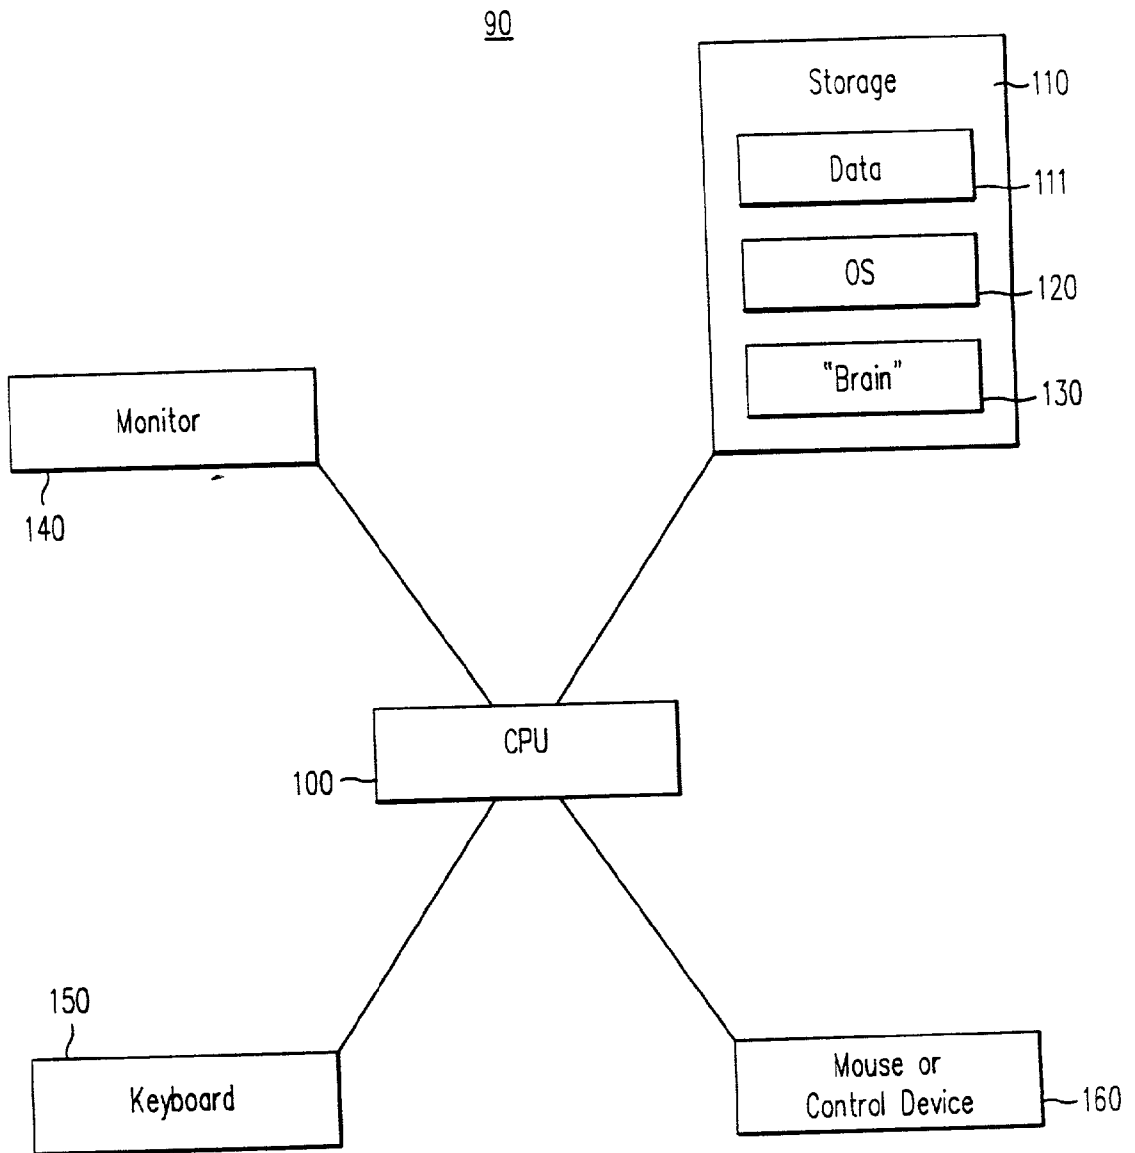 90
Storage
110
Data
111
OS
120
"Brain"
130
Monitor
140
CPU
100
150
Keyboard
Mouse or
Control Device
160